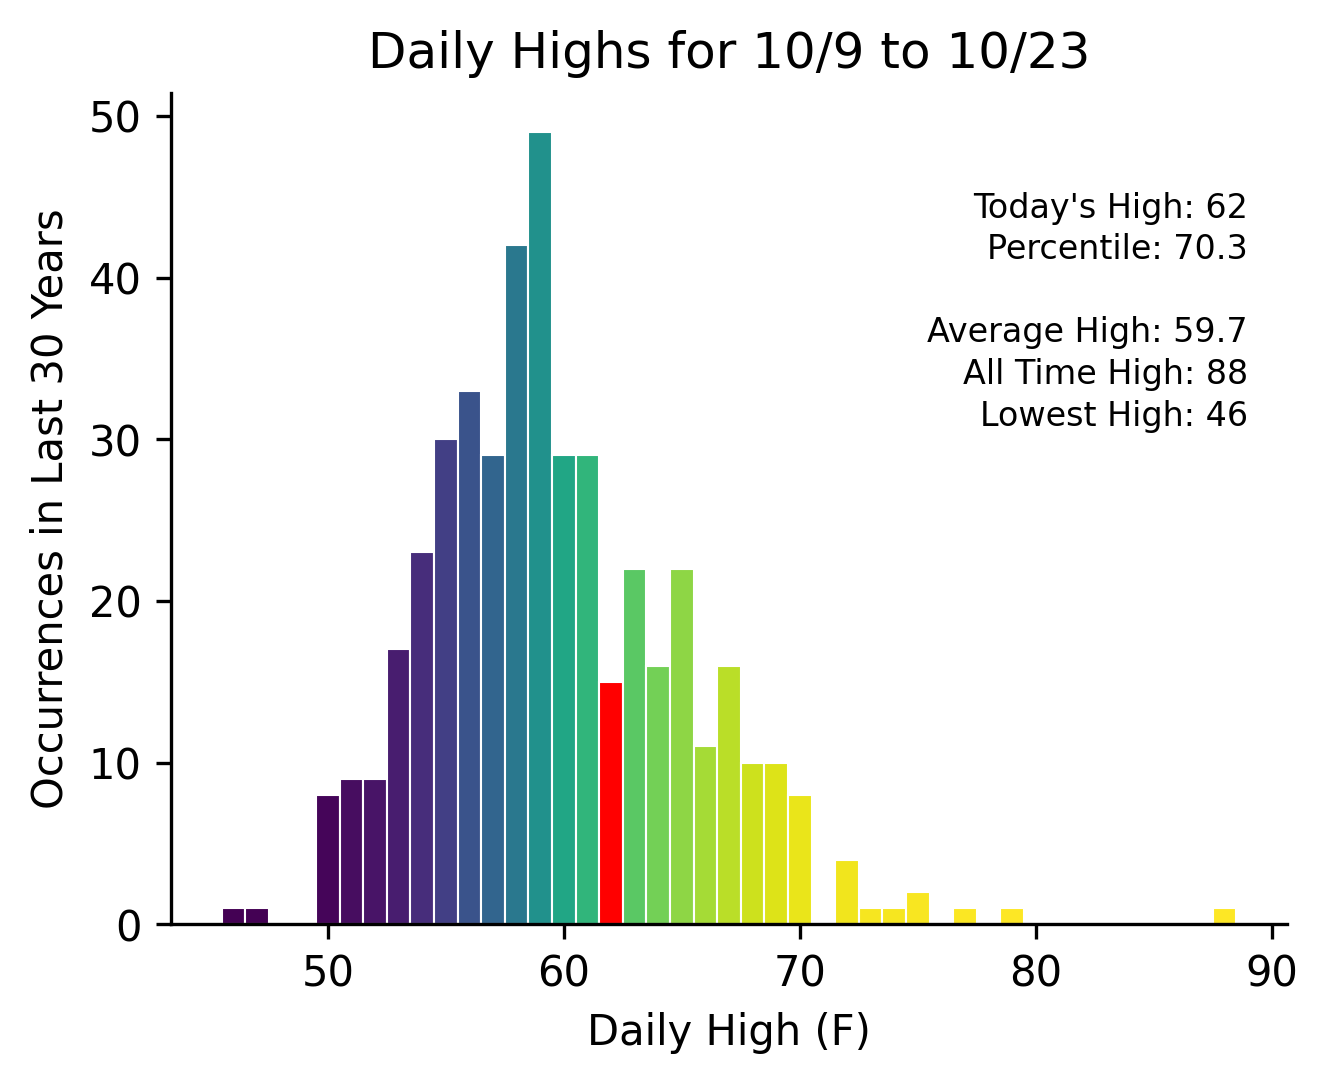 Daily Highs for 10/9 to 10/23
50
40
30
20
10
0
Occurrences in Last 30 Years
Today's High: 62
Percentile: 70.3
Average High: 59.7
All Time High: 88
Lowest High: 46
50 60 70 80 90
Daily High (F)